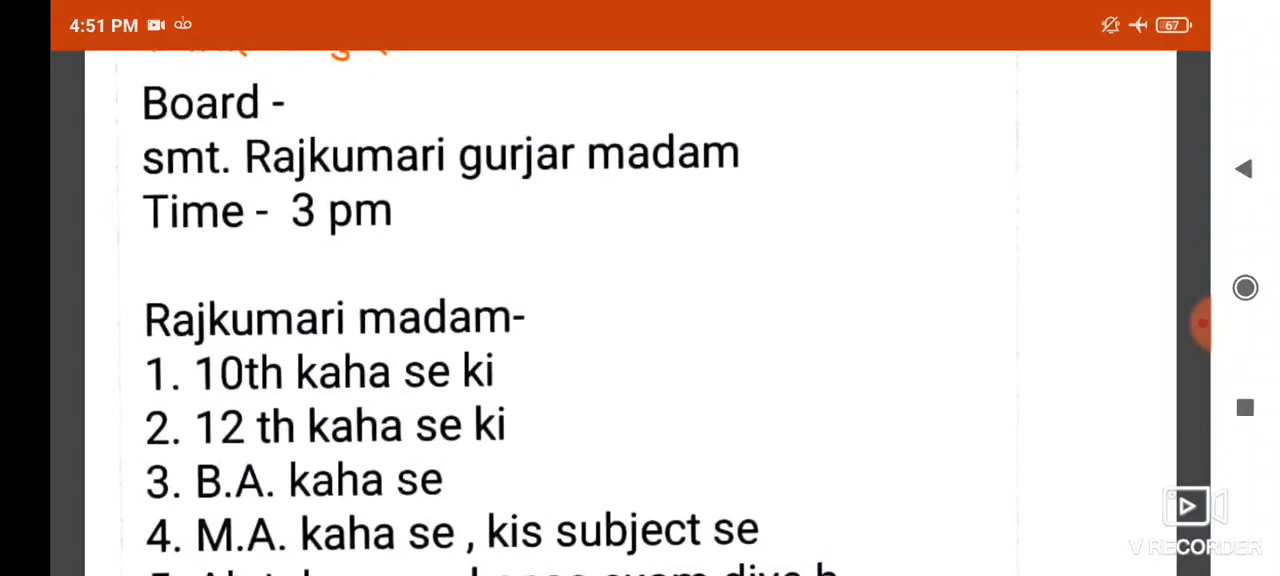 4:51 PM
67
Board -
smt. Rajkumari gurjar madam
Time - 3 pm
Rajkumari madam-
1. 10th kaha se ki
2. 12 th kaha se ki
3. B.A. kaha se
4. M.A. kaha se , kis subject se
V RECORDER